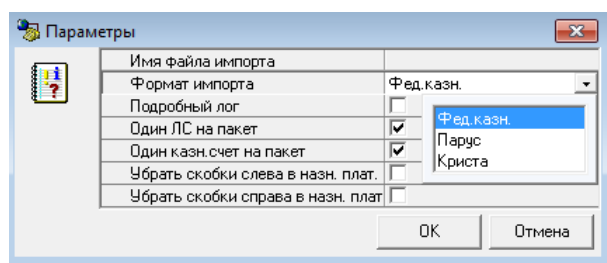 Параметры
Имя файла импорта
Формат импорта Фед.казн.
Подробный лог
Фед.казн.
Один ЛС на пакет
Парус
Один казн.счет на пакет
Криста
Убрать скобки слева в назн. плат.
Убрать скобки справа в назн. плат
OK Отмена